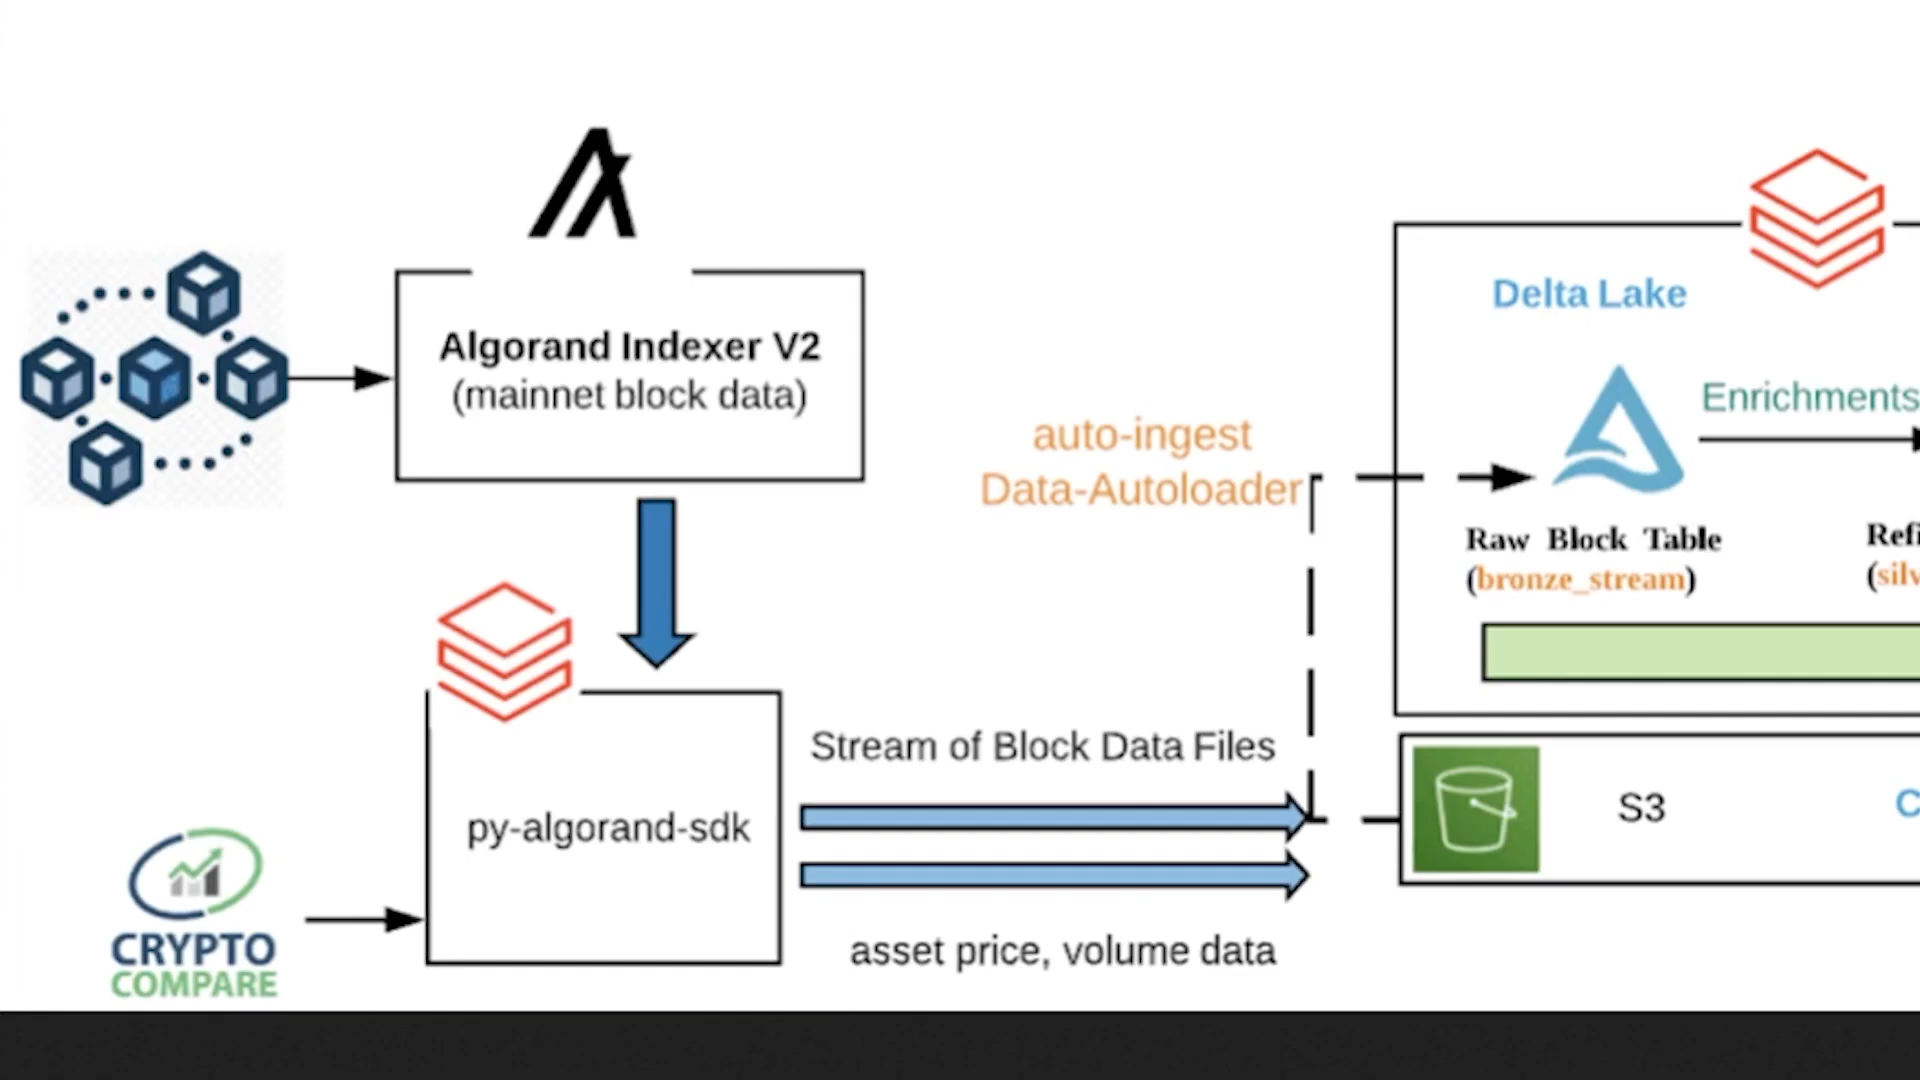 Algorand Indexer V2
(mainnet block data)
auto-ingest
Data-Autoloader
Delta Lake
Enrichments
Raw Block Table
(bronze_stream)
py-algorand-sdk
Stream of Block Data Files
asset price, volume data
S3
CRYPTO
COMPARE